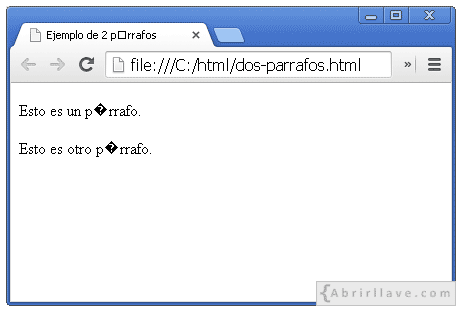 Ejemplo de 2 p□rrafos
file:///C:/html/dos-parrafos.html
Esto es un p�rrafo.
Esto es otro p�rrafo.
{Abrirllave.com